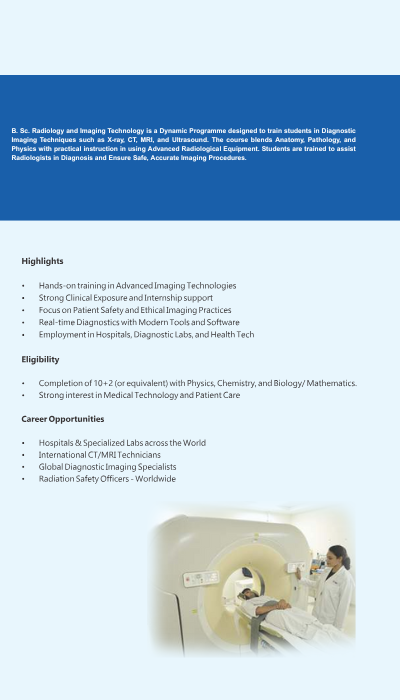 B. Sc. Radiology and Imaging Technology is a Dynamic Programme designed to train students in Diagnostic
Imaging Techniques such as X-ray, CT, MRI, and Ultrasound. The course blends Anatomy, Pathology, and
Physics with practical instruction in using Advanced Radiological Equipment. Students are trained to assist
Radiologists in Diagnosis and Ensure Safe, Accurate Imaging Procedures.
Highlights
• Hands-on training in Advanced Imaging Technologies
• Strong Clinical Exposure and Internship support
• Focus on Patient Safety and Ethical Imaging Practices
• Real-time Diagnostics with Modern Tools and Software
• Employment in Hospitals, Diagnostic Labs, and Health Tech
Eligibility
• Completion of 10+2 (or equivalent) with Physics, Chemistry, and Biology/ Mathematics.
• Strong interest in Medical Technology and Patient Care
Career Opportunities
• Hospitals & Specialized Labs across the World
• International CT/MRI Technicians
• Global Diagnostic Imaging Specialists
• Radiation Safety Officers - Worldwide